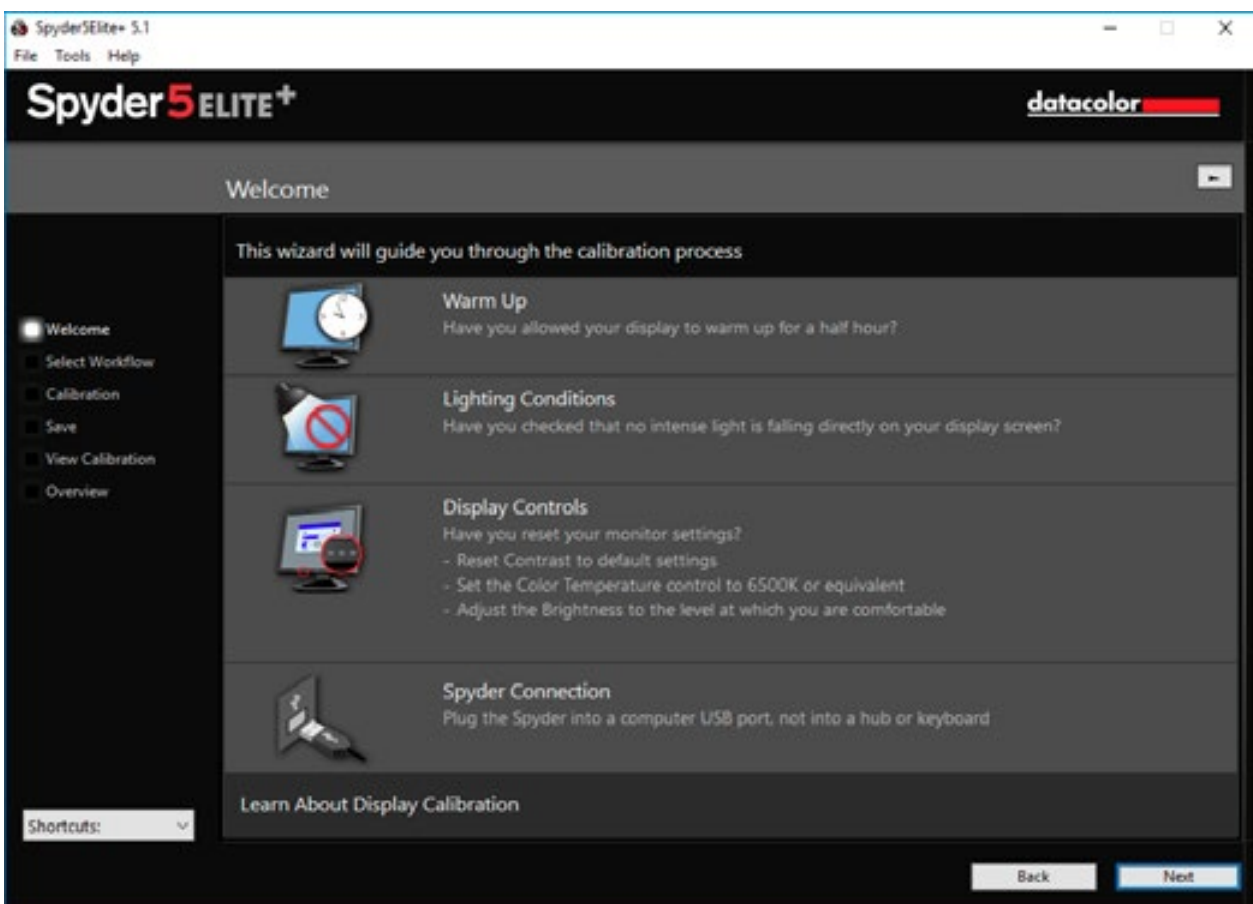 Spyder5Elite+ 5.1
File Tools Help
Spyder5ELITE+
datacolor
Welcome
This wizard will guide you through the calibration process
Welcome
Select Workflow
Calibration
Save
View Calibration
Overview
Warm Up
Have you allowed your display to warm up for a half hour?
Lighting Conditions
Have you checked that no intense light is falling directly on your display screen?
Display Controls
Have you reset your monitor settings?
- Reset Contrast to default settings
- Set the Color Temperature control to 6500K or equivalent
- Adjust the Brightness to the level at which you are comfortable
Spyder Connection
Plug the Spyder into a computer USB port, not into a hub or keyboard
Learn About Display Calibration
Shortcuts:
Back
Next